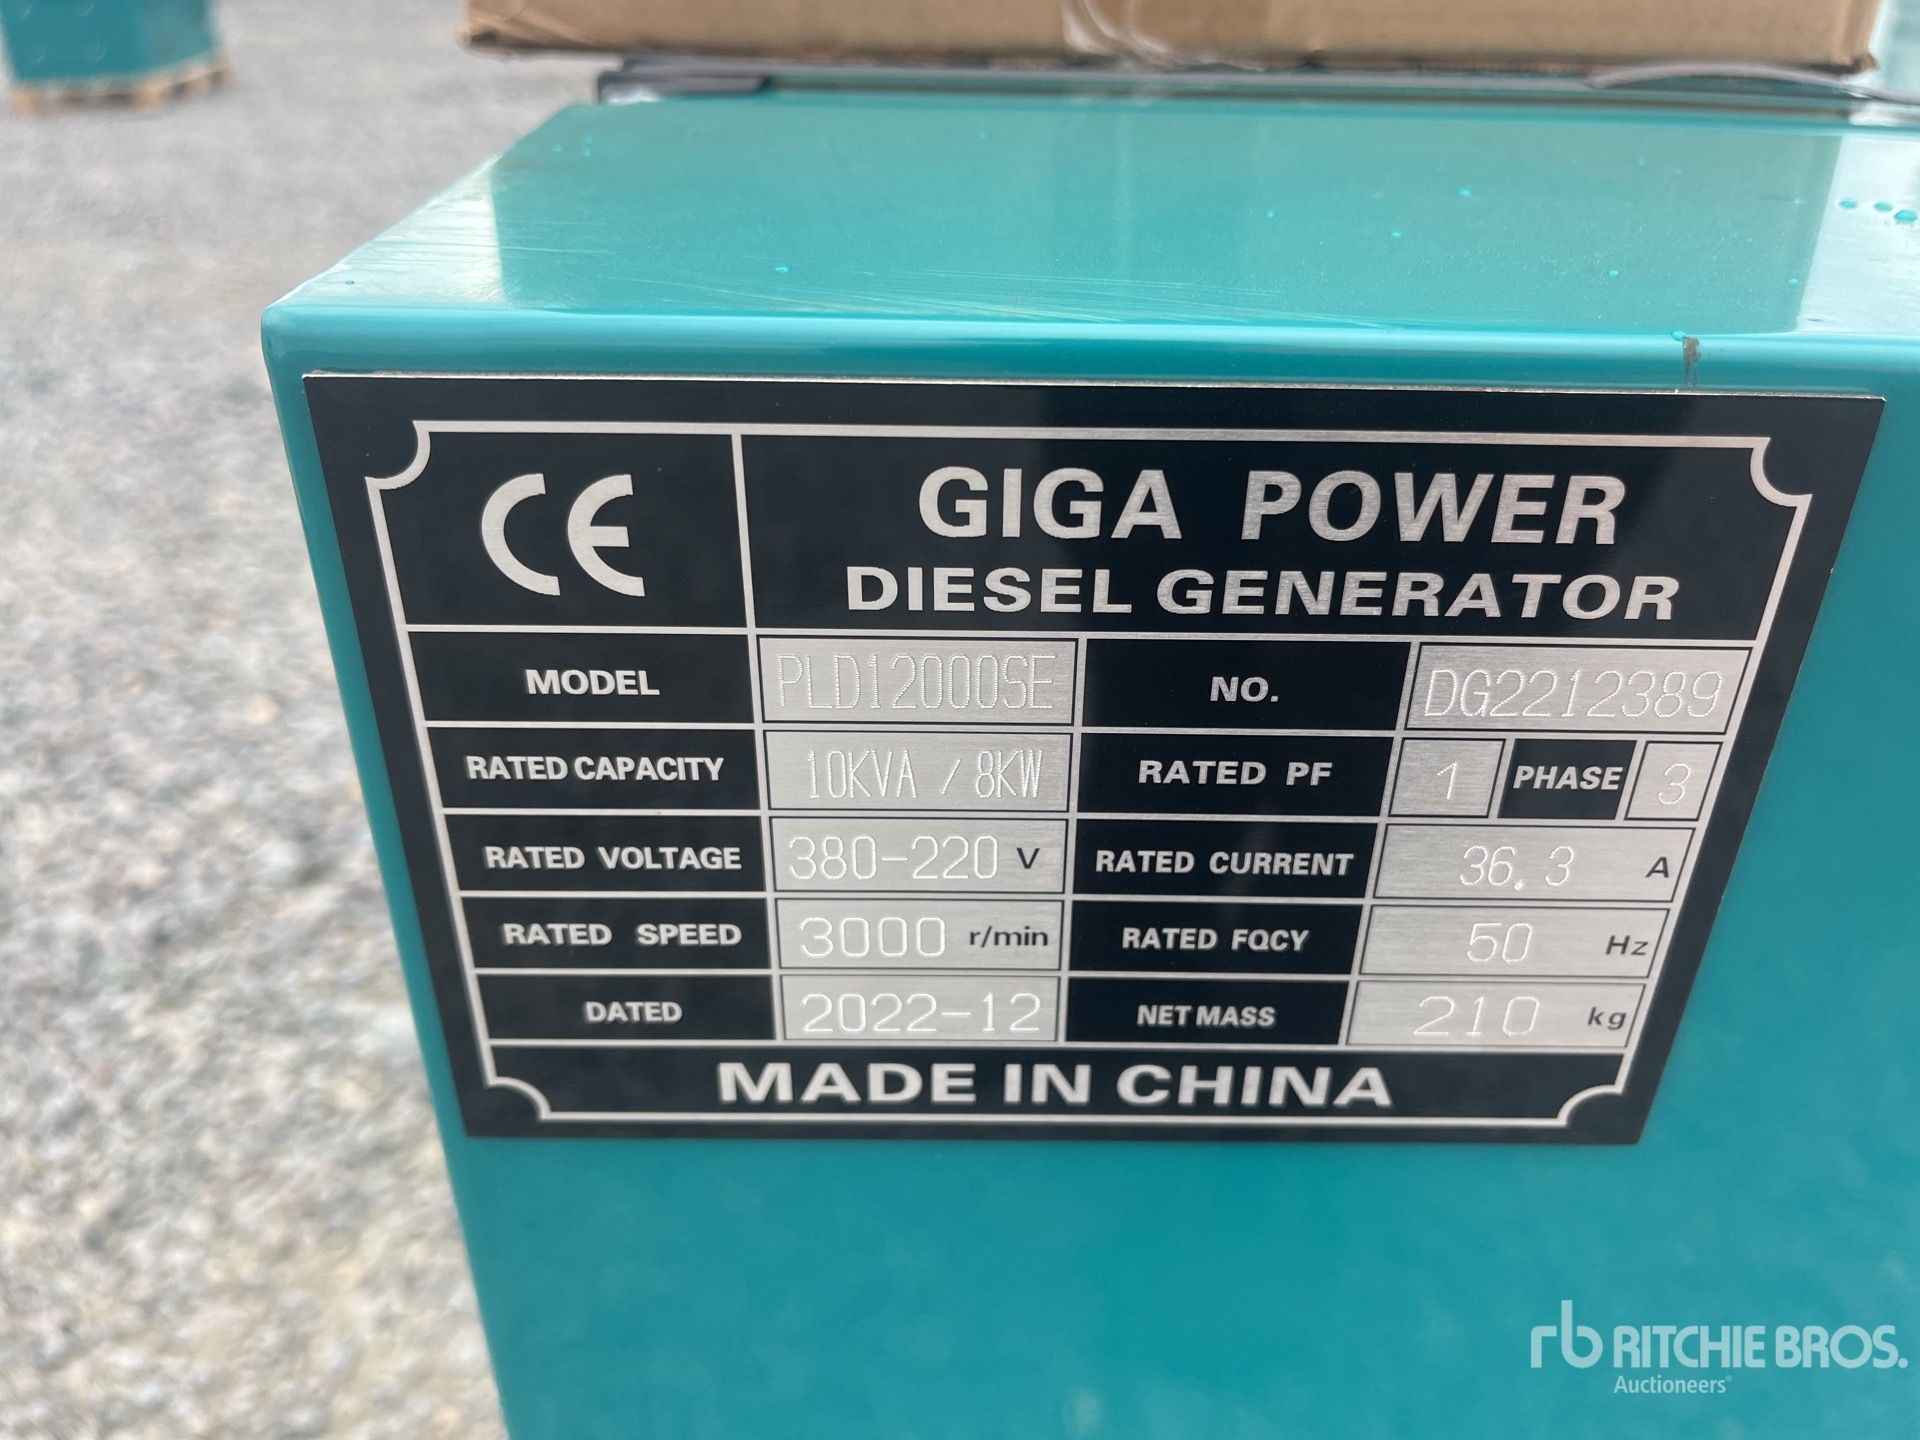 CE GIGA POWER
DIESEL GENERATOR
MODEL PLD12000SE NO. DG2212389
RATED CAPACITY 10KVA / 8KW RATED PF 1 PHASE 3
RATED VOLTAGE 380-220 V RATED CURRENT 36.3 A
RATED SPEED 3000 r/min RATED FQCY 50 Hz
DATED 2022-12 NET MASS 210 kg
MADE IN CHINA
rb RITCHIE BROS.
Auctioneers